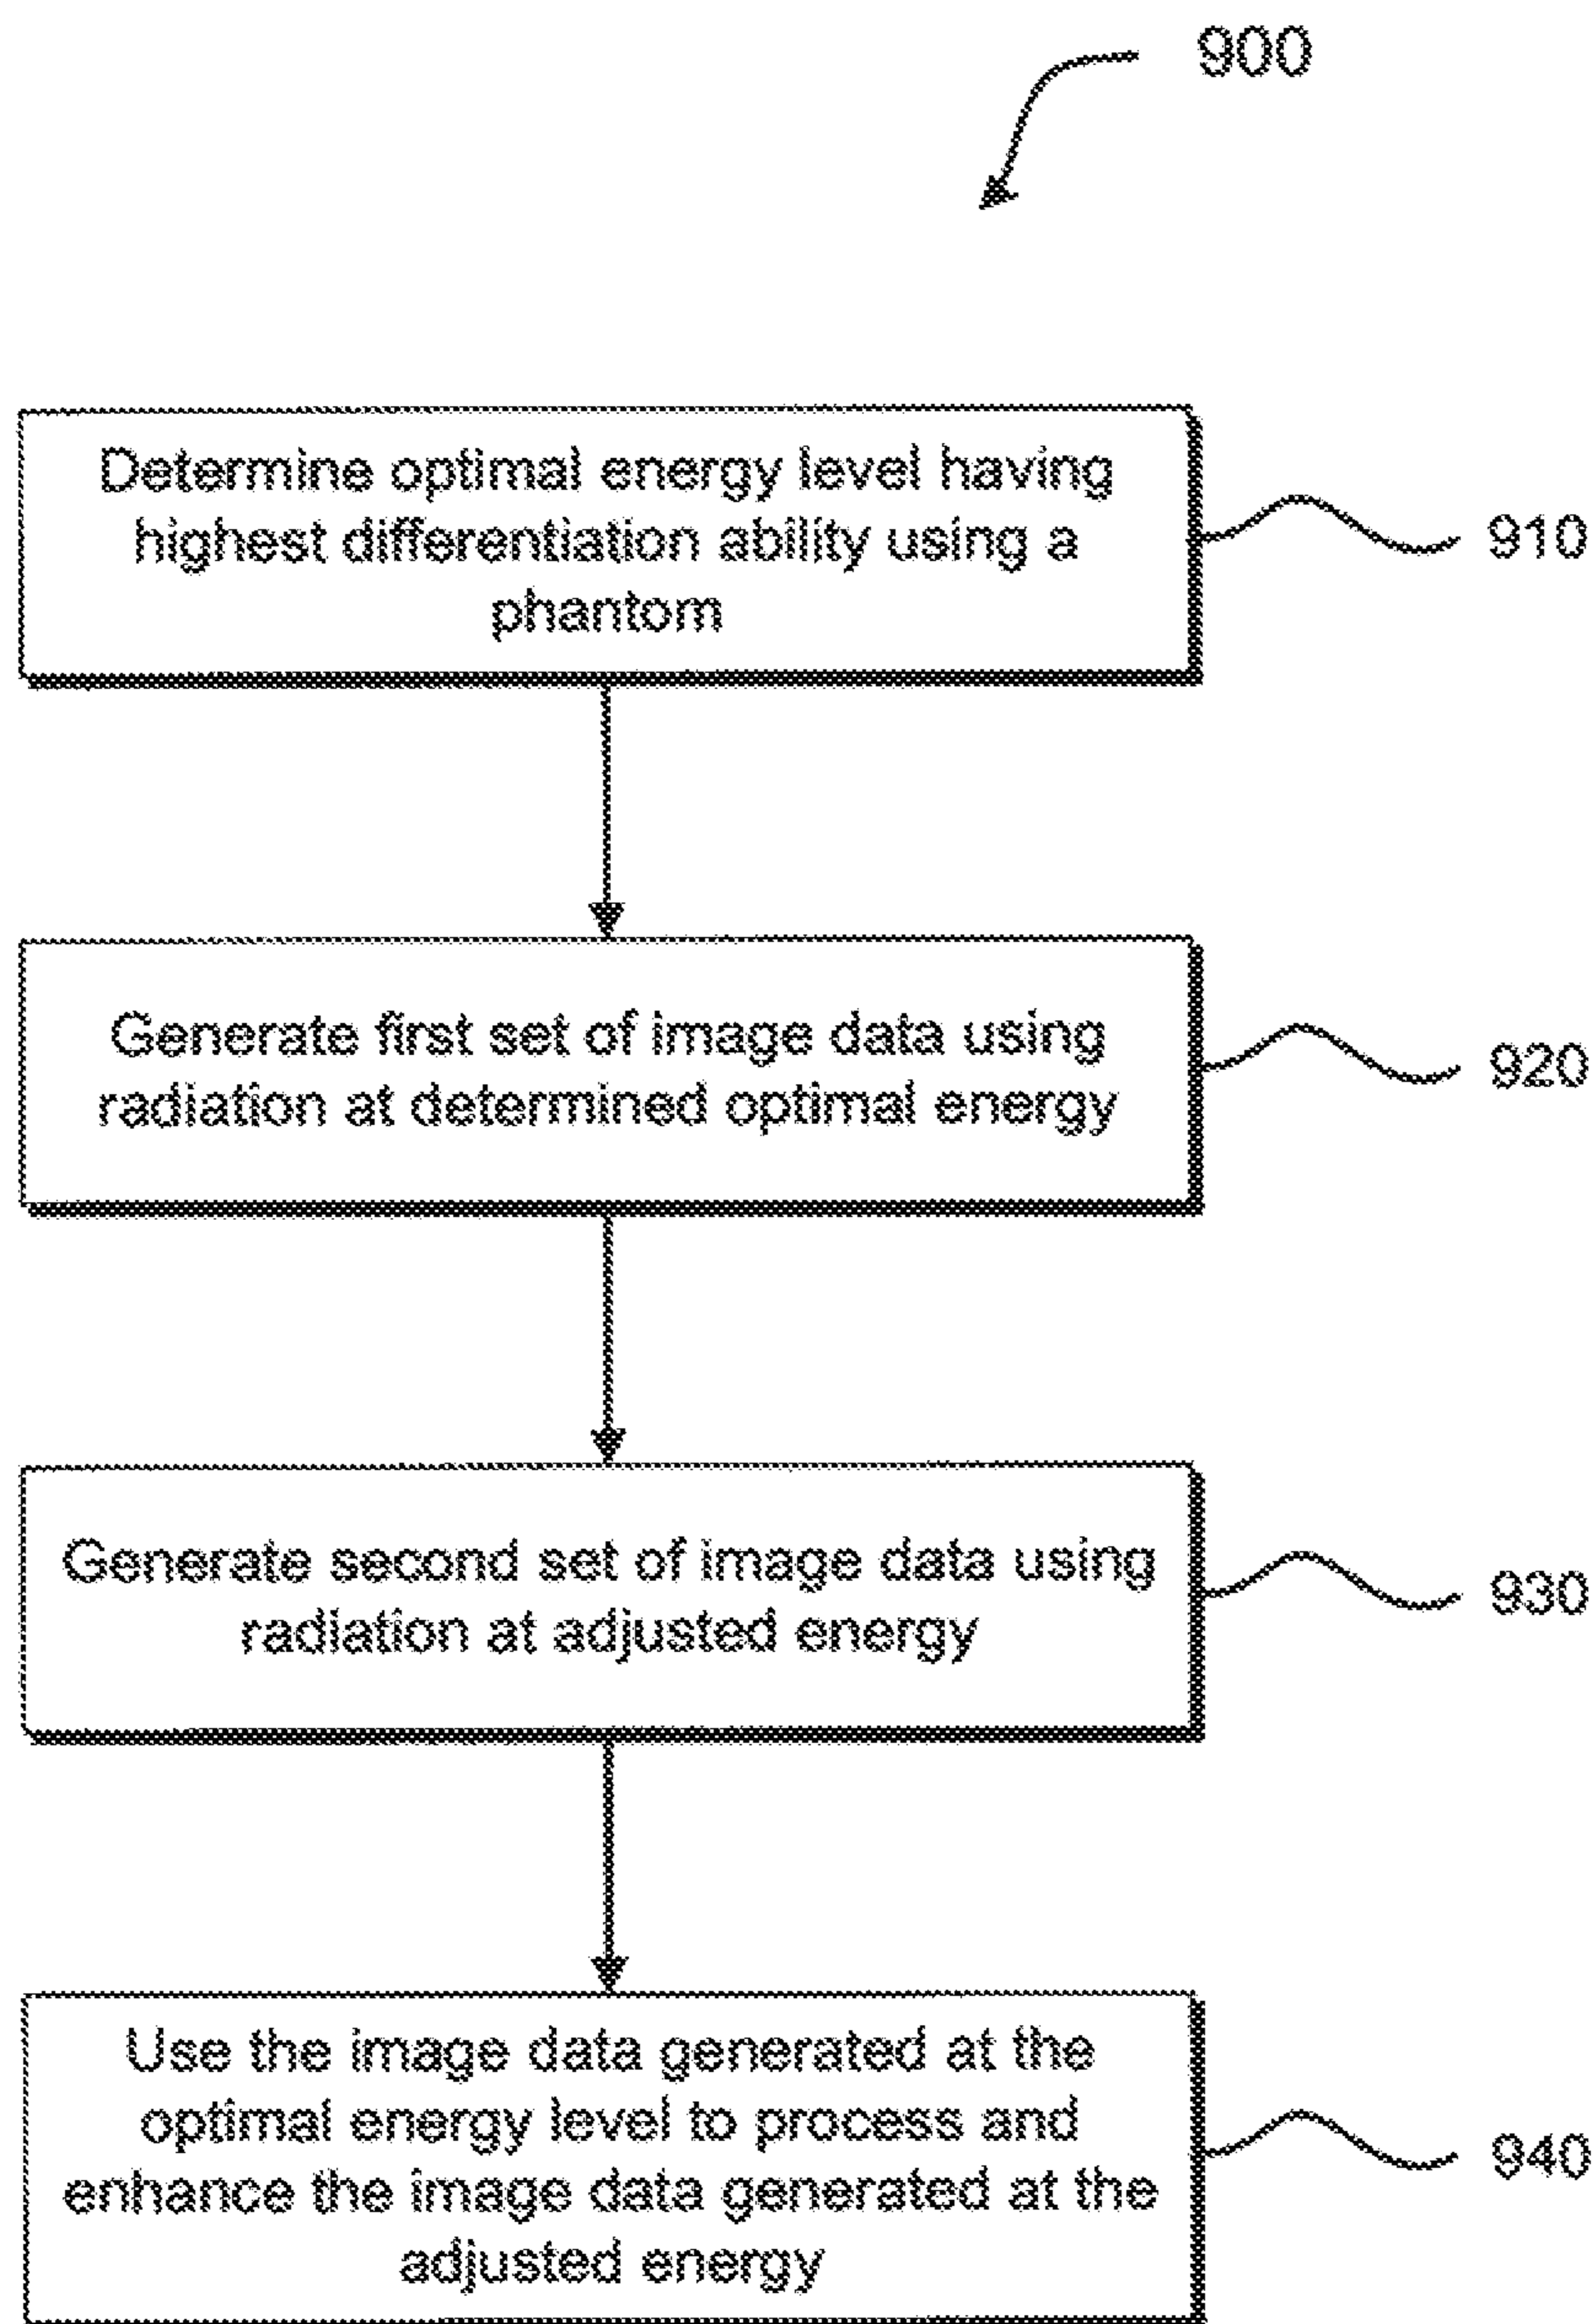 900
Determine optimal energy level having
highest differentiation ability using a
phantom
910
Generate first set of image data using
radiation at determined optimal energy
920
Generate second set of image data using
radiation at adjusted energy
930
Use the image data generated at the
optimal energy level to process and
enhance the image data generated at the
adjusted energy
940